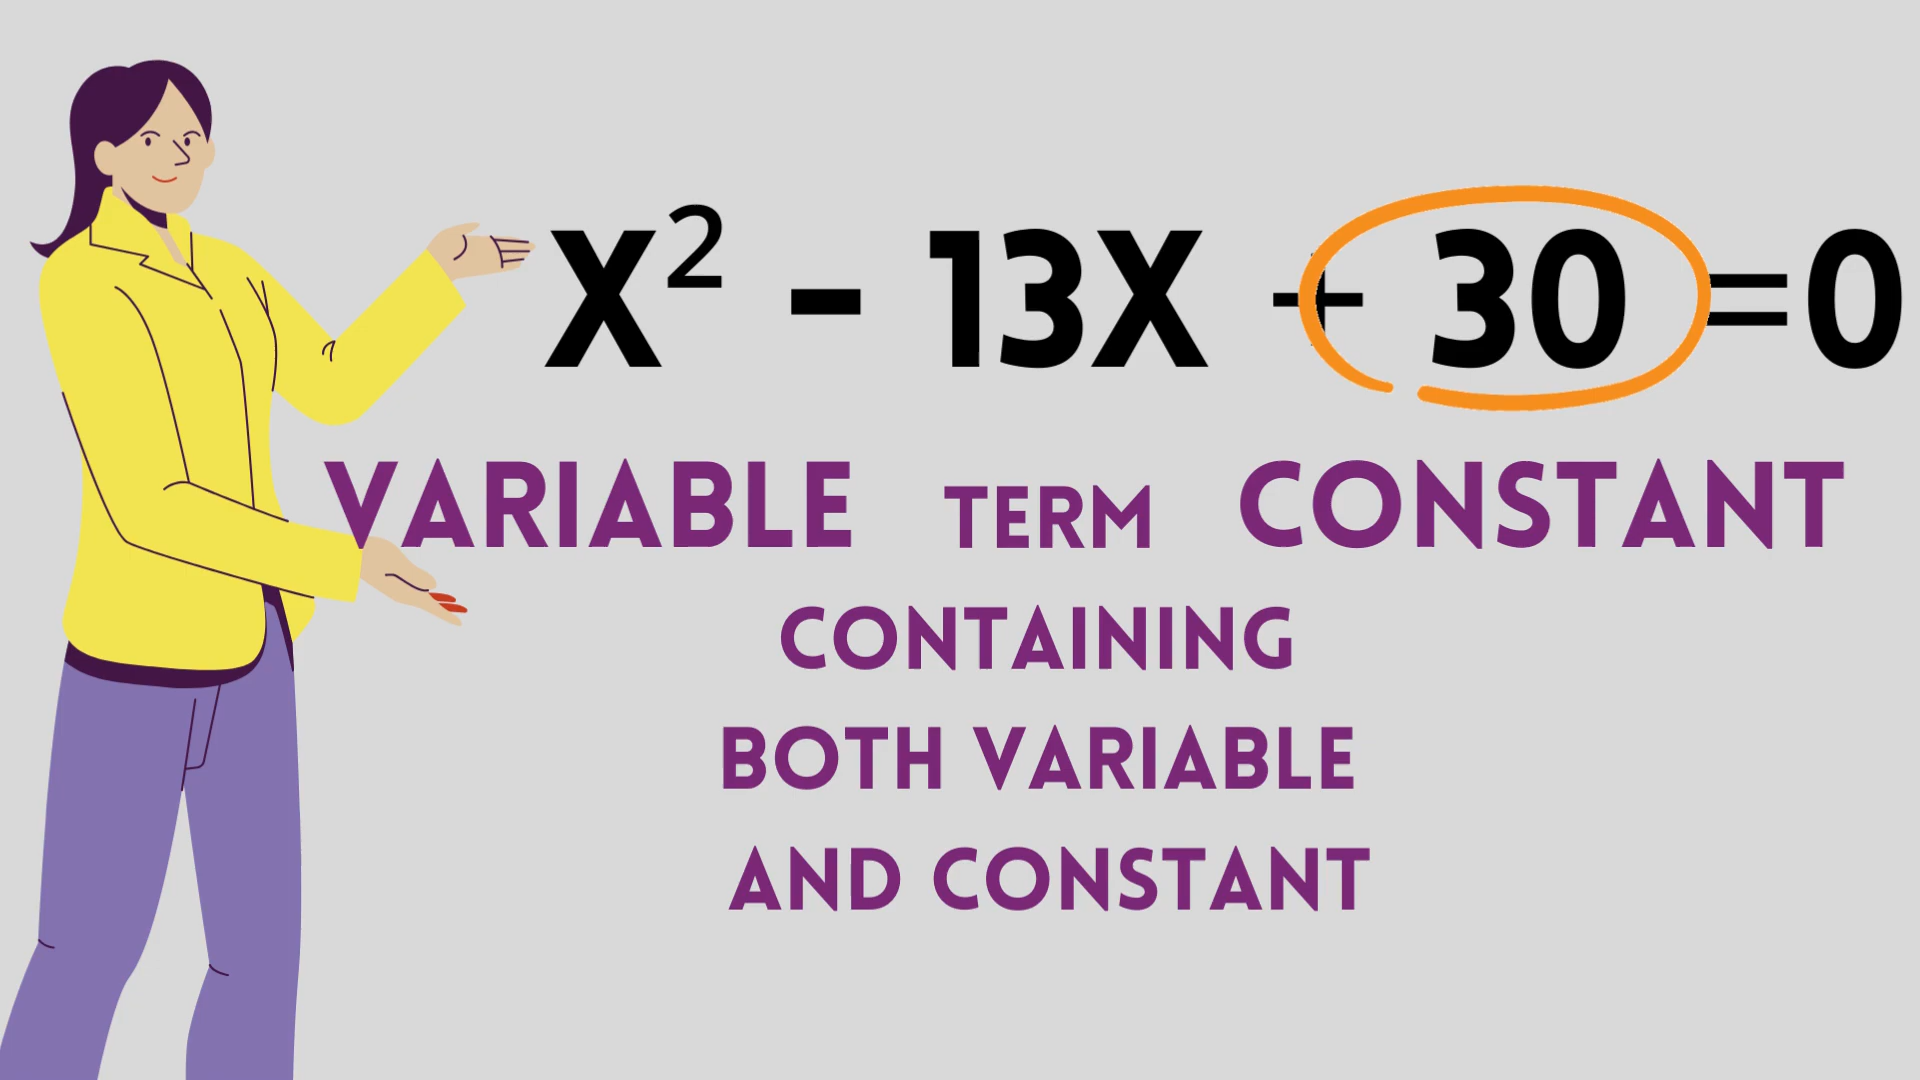 X² - 13X + 30 =0
VARIABLE TERM CONSTANT
CONTAINING
BOTH VARIABLE
AND CONSTANT